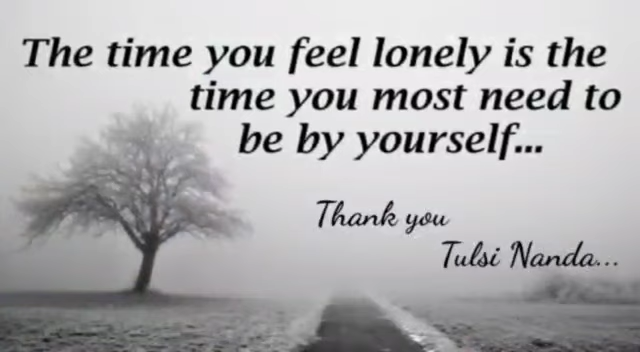 The time you feel lonely is the
time you most need to
be by yourself...
Thank you
Tulsi Nanda...